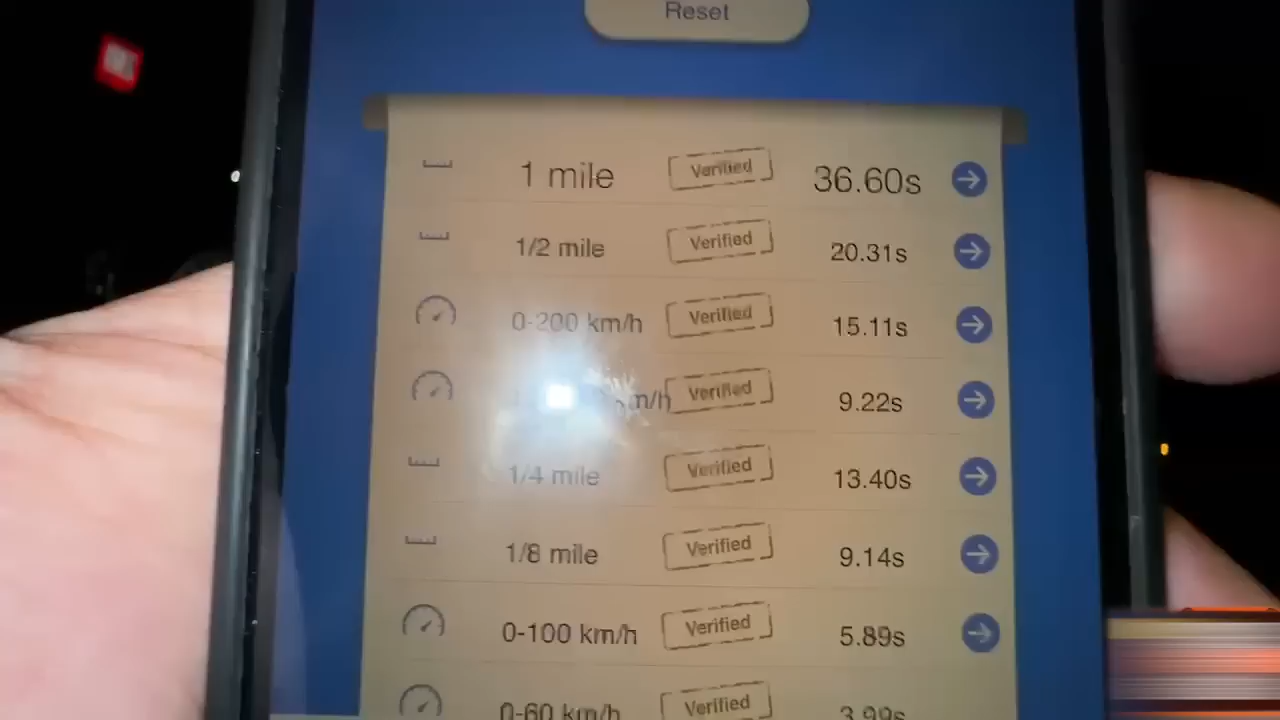 Reset
1 mile Verified 36.60s
1/2 mile Verified 20.31s
0-200 km/h Verified 15.11s
Verified 9.22s
1/4 mile Verified 13.40s
1/8 mile Verified 9.14s
0-100 km/h Verified 5.89s
0-60 km/h Verified 3.99s